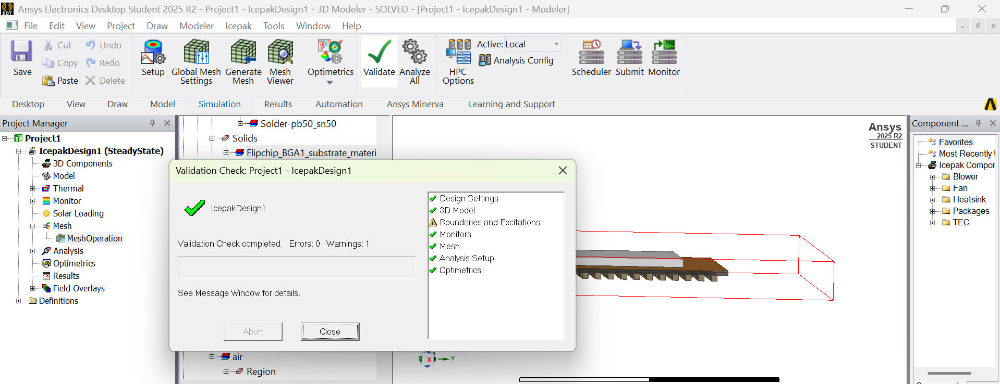 Ansys Electronics Desktop Student 2025 R2 - Project1 - IcepakDesign1 - 3D Modeler - SOLVED - [Project1 - IcepakDesign1 - Modeler]
File Edit View Project Draw Modeler Icepak Tools Window Help
Save
Cut
Copy
Paste
Undo
Redo
Delete
Setup
Global Mesh Settings
Generate Mesh
Mesh Viewer
Optimetrics
Validate
Analyze All
HPC Options
Active: Local
Analysis Config
Scheduler
Submit
Monitor
Desktop View Draw Model Simulation Results Automation Ansys Minerva Learning and Support
Project Manager
Project1
IcepakDesign1 (SteadyState)
3D Components
Model
Thermal
Monitor
Solar Loading
Mesh
MeshOperation
Analysis
Optimetrics
Results
Field Overlays
Definitions
Solder-pb50_sn50
Solids
Flipchip_BGA1_substrate_materi
Validation Check: Project1 - IcepakDesign1
IcepakDesign1
Validation Check completed. Errors: 0 Warnings: 1
See Message Window for details.
Abort
Close
Design Settings
3D Model
Boundaries and Excitations
Monitors
Mesh
Analysis Setup
Optimetrics
air
Region
X
Y
Ansys
2025 R2
STUDENT
Component ...
Favorites
Most Recently
Icepak Compor
Blower
Fan
Heatsink
Packages
TEC